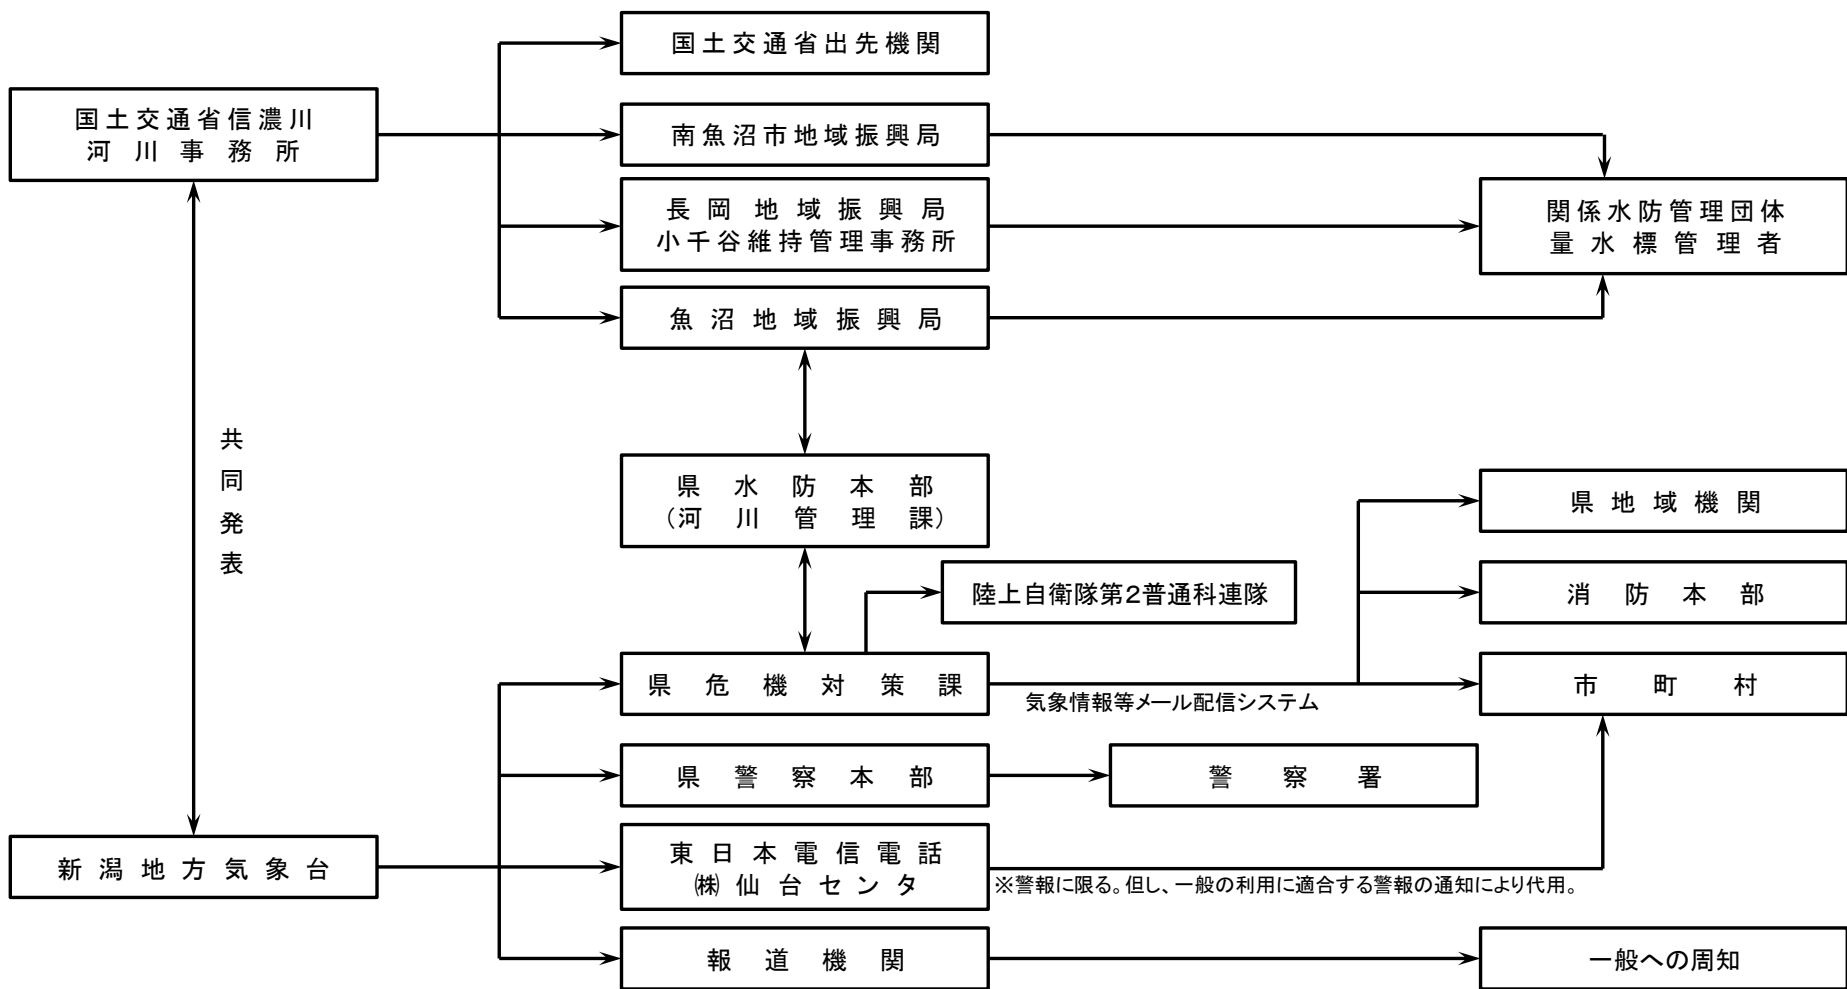 国土交通省出先機関
国土交通省信濃川
河川事務所
南魚沼市地域振興局
長岡地域振興局
小千谷維持管理事務所
関係水防管理団体
量水標管理者
魚沼地域振興局
共同発表
県水防本部
（河川管理課）
県地域機関
陸上自衛隊第2普通科連隊
消防本部
県危機対策課
気象情報等メール配信システム
市町村
県警察本部
警察署
新潟地方気象台
東日本電信電話
㈱仙台センタ
※警報に限る。但し、一般の利用に適合する警報の通知により代用。
報道機関
一般への周知